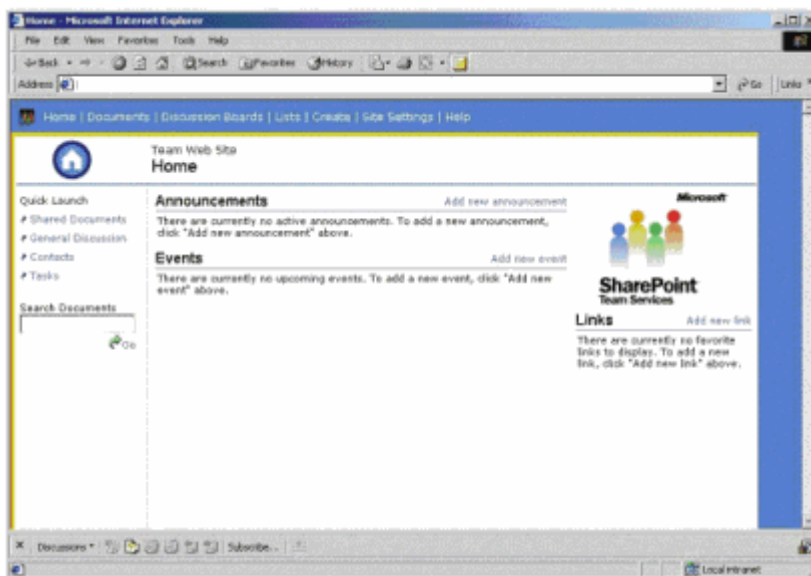 Home - Microsoft Internet Explorer
File Edit View Favorites Tools Help
Back Search Favorites History
Address Go Links
Home | Documents | Discussion Boards | Lists | Create | Site Settings | Help
Team Web Site
Home
Quick Launch
Shared Documents
General Discussion
Contacts
Tasks
Search Documents
Go
Announcements Add new announcement
There are currently no active announcements. To add a new announcement,
click "Add new announcement" above.
Events Add new event
There are currently no upcoming events. To add a new event, click "Add new
event" above.
Microsoft
SharePoint
Team Services
Links Add new link
There are currently no favorite
links to display. To add a new
link, click "Add new link" above.
Discussions Subscribe...
Local intranet